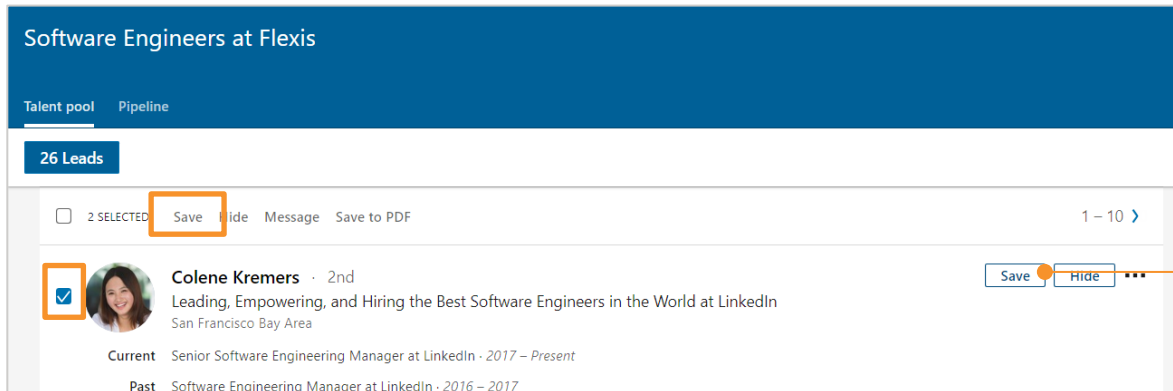 Software Engineers at Flexis
Talent pool Pipeline
26 Leads
2 SELECTED Save Hide Message Save to PDF 1 – 10
Colene Kremers · 2nd Save Hide
Leading, Empowering, and Hiring the Best Software Engineers in the World at LinkedIn
San Francisco Bay Area
Current Senior Software Engineering Manager at LinkedIn · 2017 – Present
Past Software Engineering Manager at LinkedIn · 2016 – 2017